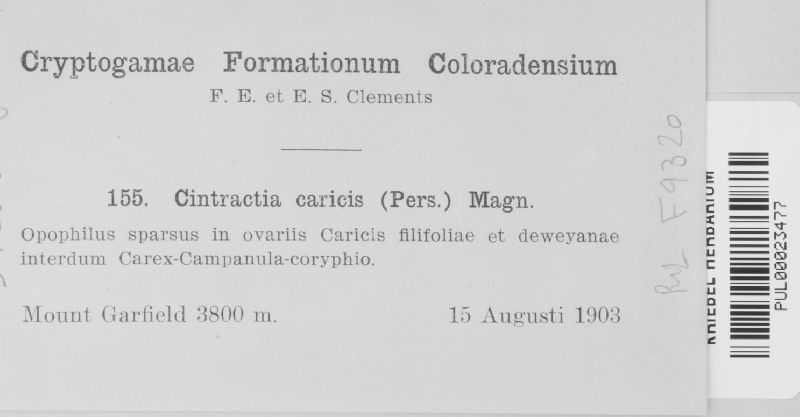 Cryptogamae Formationum Coloradensium
F. E. et E. S. Clements
155. Cintractia caricis (Pers.) Magn.
Opophilus sparsus in ovariis Caricis filifoliae et deweyanae
interdum Carex-Campanula-coryphio.
Mount Garfield 3800 m. 15 Augusti 1903
PUL F9320
KRIEBEL HERBARIUM
PUL00023477